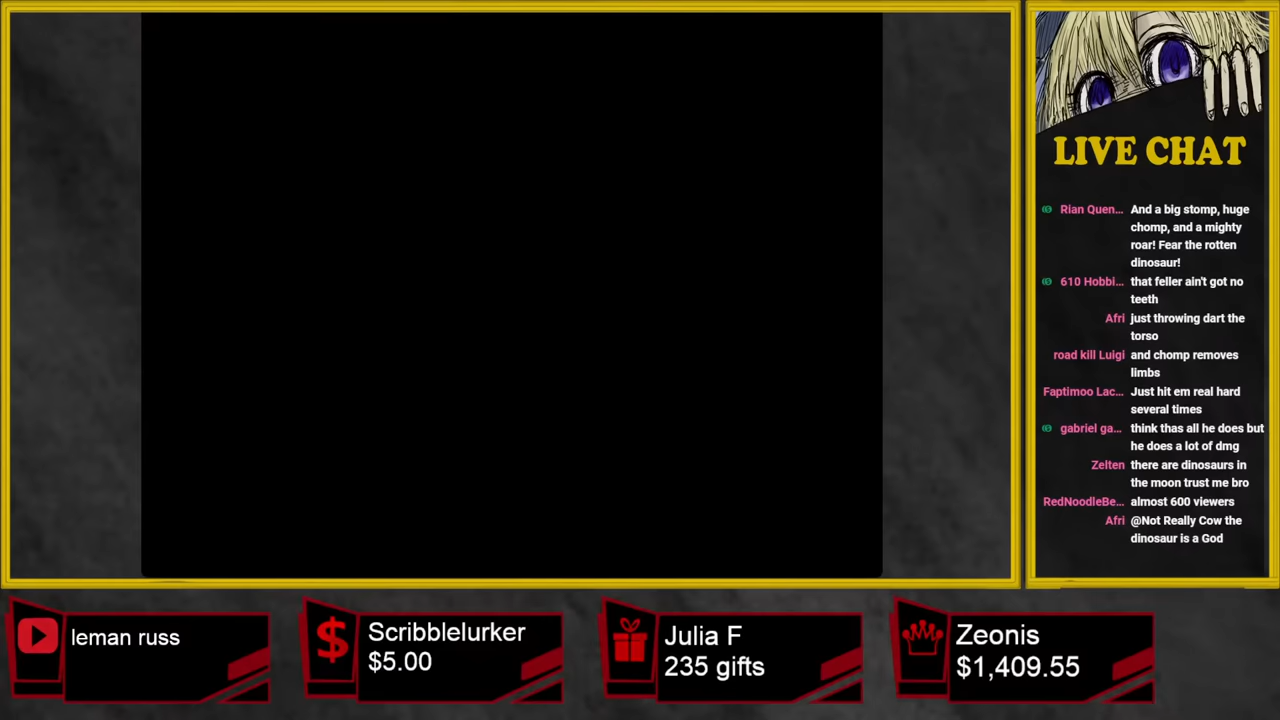 LIVE CHAT
Rian Quen... And a big stomp, huge
chomp, and a mighty
roar! Fear the rotten
dinosaur!
610 Hobbi... that feller ain't got no
teeth
Afri just throwing dart the
torso
road kill Luigi and chomp removes
limbs
Faptimoo Lac... Just hit em real hard
several times
gabriel ga... think thas all he does but
he does a lot of dmg
Zelten there are dinosaurs in
the moon trust me bro
RedNoodleBe... almost 600 viewers
Afri @Not Really Cow the
dinosaur is a God
leman russ
Scribblelurker
$5.00
Julia F
235 gifts
Zeonis
$1,409.55